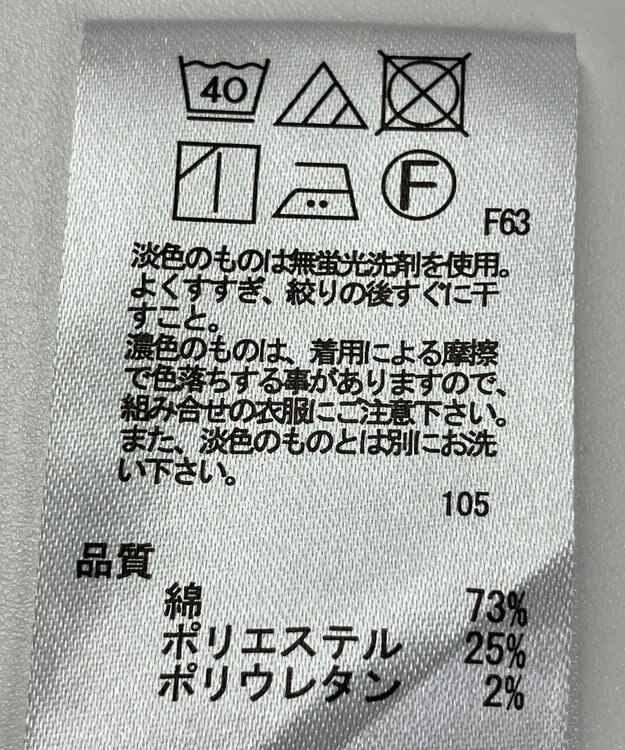 40
F
F63
淡色のものは無蛍光洗剤を使用。
よくすすぎ、絞りの後すぐに干
すこと。
濃色のものは、着用による摩擦
で色落ちする事がありますので、
組み合せの衣服にご注意下さい。
また、淡色のものとは別にお洗
い下さい。
105
品質
綿 73%
ポリエステル 25%
ポリウレタン 2%